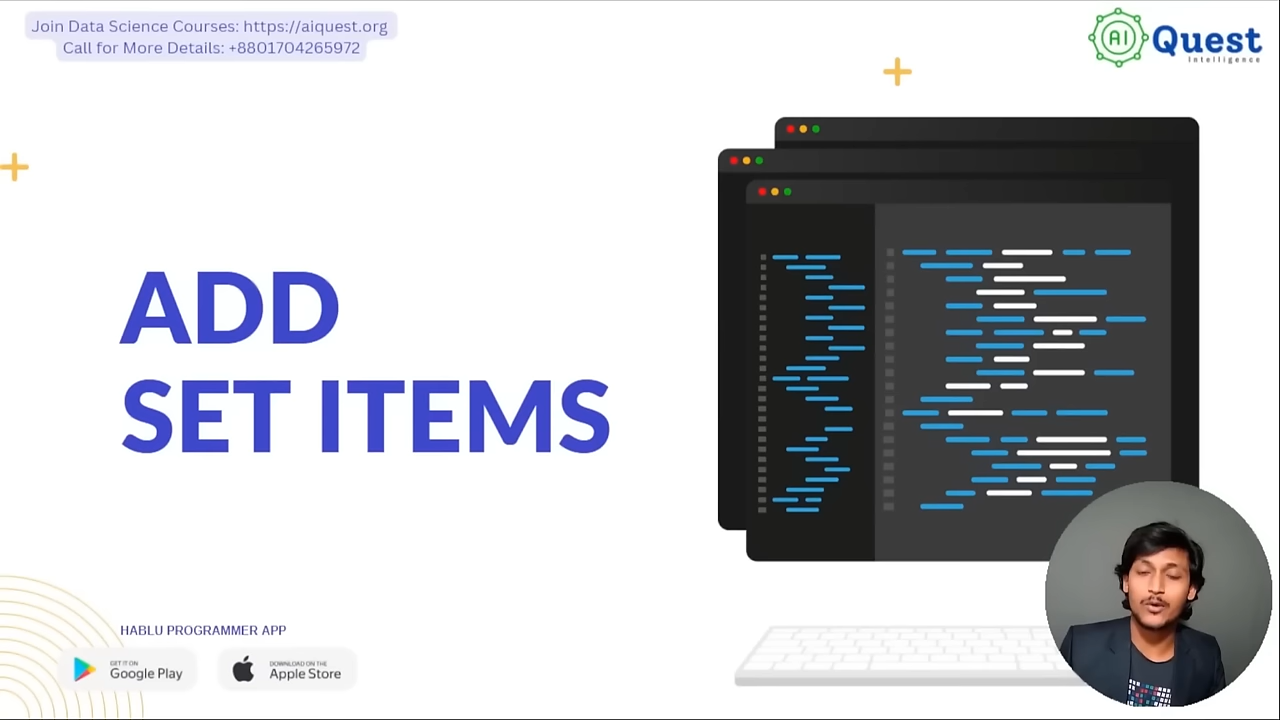 Join Data Science Courses: https://aiquest.org
Call for More Details: +8801704265972
AI Quest
Intelligence
ADD
SET ITEMS
HABLU PROGRAMMER APP
GET IT ON
Google Play
DOWNLOAD ON THE
Apple Store